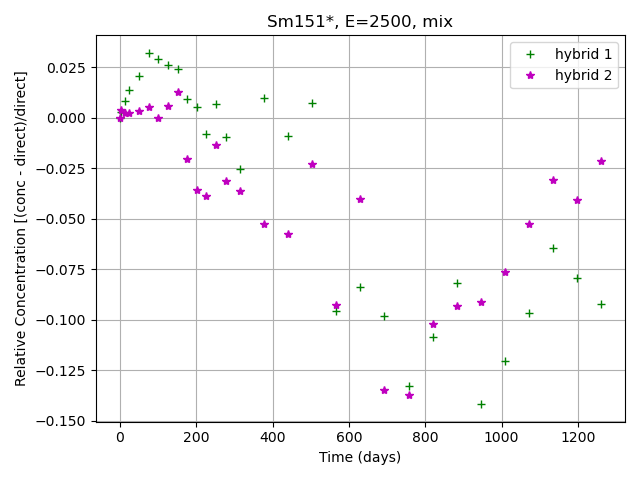 Sm151*, E=2500, mix
hybrid 1
hybrid 2
Relative Concentration [(conc - direct)/direct]
0.025
0.000
−0.025
−0.050
−0.075
−0.100
−0.125
−0.150
0 200 400 600 800 1000 1200
Time (days)